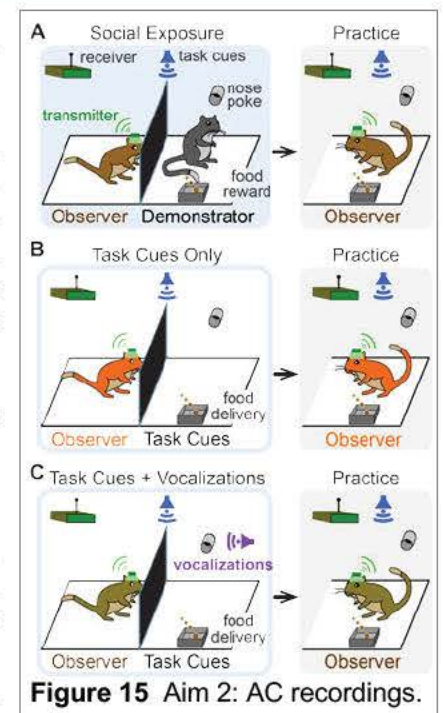 A Social Exposure
Practice
receiver
task cues
nose
poke
transmitter
food
reward
Observer
Demonstrator
Observer
B Task Cues Only
Practice
food
delivery
Observer
Task Cues
Observer
C Task Cues + Vocalizations
Practice
vocalizations
food
delivery
Observer
Task Cues
Observer
Figure 15 Aim 2: AC recordings.